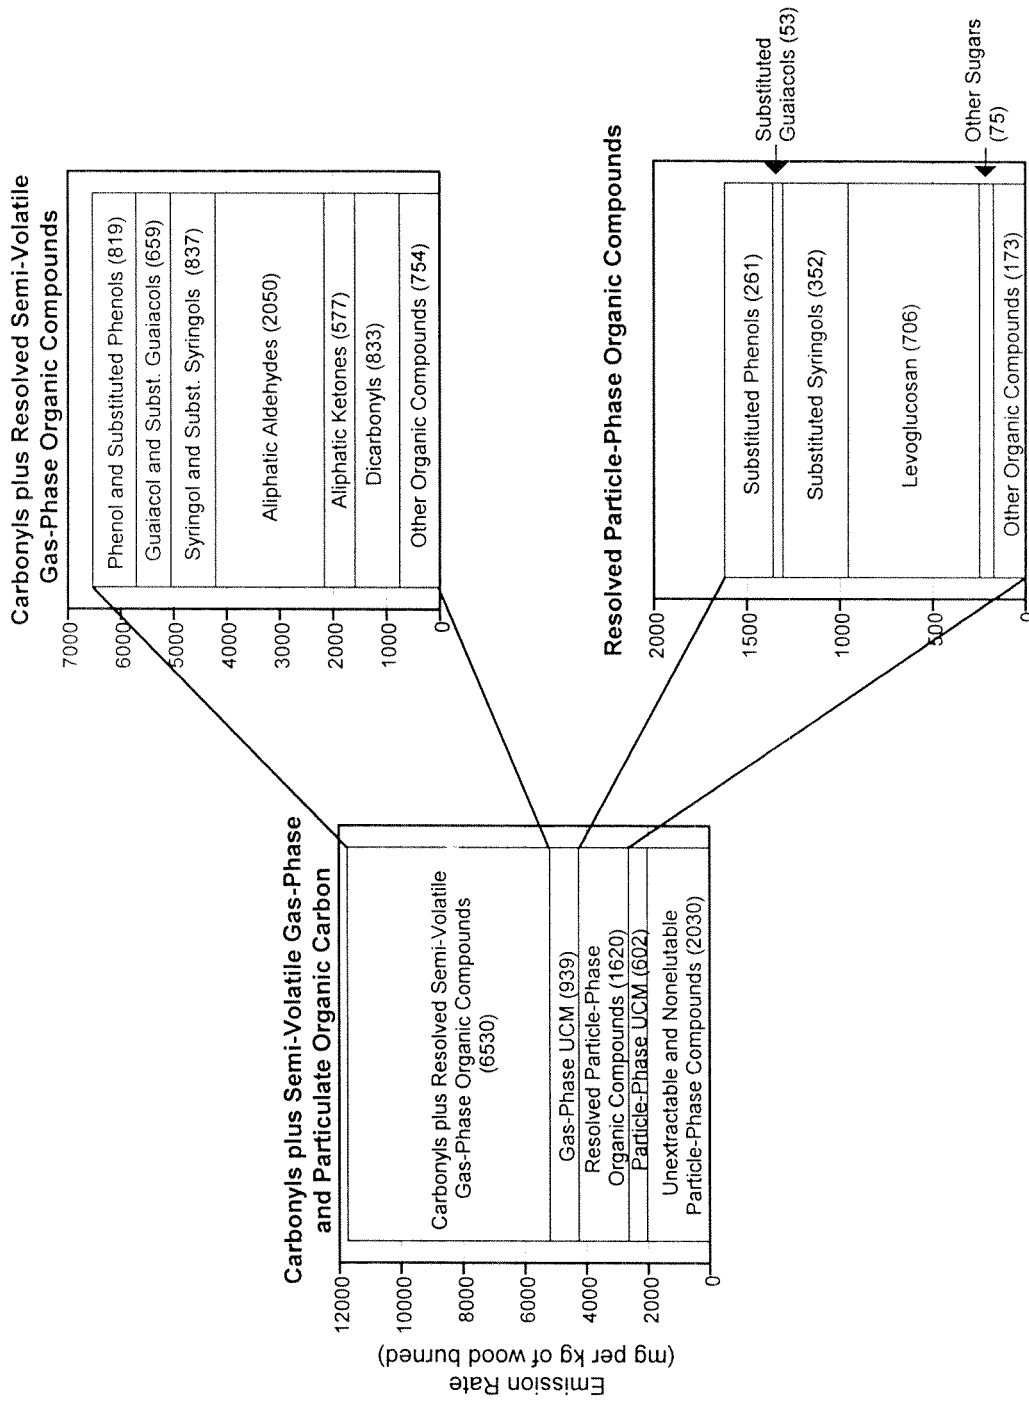 Carbonyls plus Semi-Volatile Gas-Phase
and Particulate Organic Carbon
Emission Rate
(mg per kg of wood burned)
12000
10000
8000
6000
4000
2000
0
Carbonyls plus Resolved Semi-Volatile
Gas-Phase Organic Compounds
(6530)
Gas-Phase UCM (939)
Resolved Particle-Phase
Organic Compounds (1620)
Particle-Phase UCM (602)
Unextractable and Nonelutable
Particle-Phase Compounds (2030)
Carbonyls plus Resolved Semi-Volatile
Gas-Phase Organic Compounds
7000
6000
5000
4000
3000
2000
1000
0
Phenol and Substituted Phenols (819)
Guaiacol and Subst. Guaiacols (659)
Syringol and Subst. Syringols (837)
Aliphatic Aldehydes (2050)
Aliphatic Ketones (577)
Dicarbonyls (833)
Other Organic Compounds (754)
Resolved Particle-Phase Organic Compounds
2000
1500
1000
500
0
Substituted Phenols (261)
Substituted
Guaiacols (53)
Substituted Syringols (352)
Levoglucosan (706)
Other Sugars
(75)
Other Organic Compounds (173)